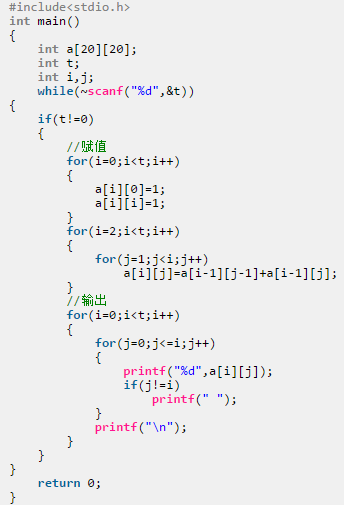 #include<stdio.h>
int main()
{
    int a[20][20];
    int t;
    int i,j;
    while(~scanf("%d",&t))
{
    if(t!=0)
    {
        //赋值
        for(i=0;i<t;i++)
        {
            a[i][0]=1;
            a[i][i]=1;
        }
        for(i=2;i<t;i++)
        {
            for(j=1;j<i;j++)
                a[i][j]=a[i-1][j-1]+a[i-1][j];
        }
        //输出
        for(i=0;i<t;i++)
        {
            for(j=0;j<=i;j++)
            {
                printf("%d",a[i][j]);
                if(j!=i)
                    printf(" ");
            }
            printf("\n");
        }
    }
}
    return 0;
}